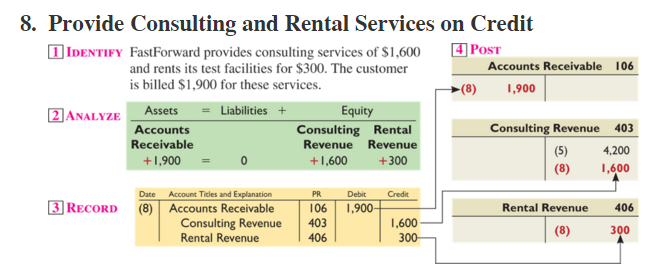 8. Provide Consulting and Rental Services on Credit
1 IDENTIFY FastForward provides consulting services of $1,600
and rents its test facilities for $300. The customer
is billed $1,900 for these services.
2 ANALYZE
Assets = Liabilities + Equity
Accounts Consulting Rental
Receivable Revenue Revenue
+1,900 = 0 +1,600 +300
3 RECORD
Date Account Titles and Explanation PR Debit Credit
(8) Accounts Receivable 106 1,900
Consulting Revenue 403 1,600
Rental Revenue 406 300
4 POST
Accounts Receivable 106
(8) 1,900
Consulting Revenue 403
(5) 4,200
(8) 1,600
Rental Revenue 406
(8) 300